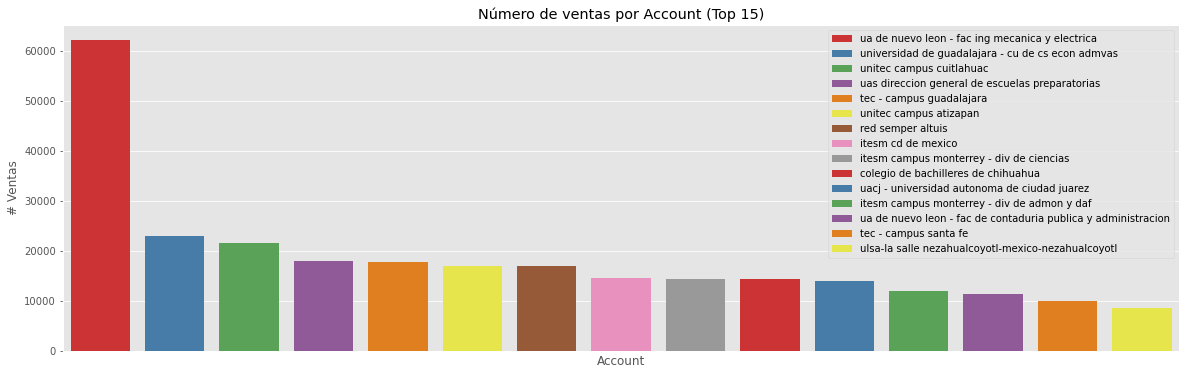 Número de ventas por Account (Top 15)
60000
50000
40000
30000
20000
10000
0
# Ventas
Account
ua de nuevo leon - fac ing mecanica y electrica
universidad de guadalajara - cu de cs econ admvas
unitec campus cuitlahuac
uas direccion general de escuelas preparatorias
tec - campus guadalajara
unitec campus atizapan
red semper altuis
itesm cd de mexico
itesm campus monterrey - div de ciencias
colegio de bachilleres de chihuahua
uacj - universidad autonoma de ciudad juarez
itesm campus monterrey - div de admon y daf
ua de nuevo leon - fac de contaduria publica y administracion
tec - campus santa fe
ulsa-la salle nezahualcoyotl-mexico-nezahualcoyotl